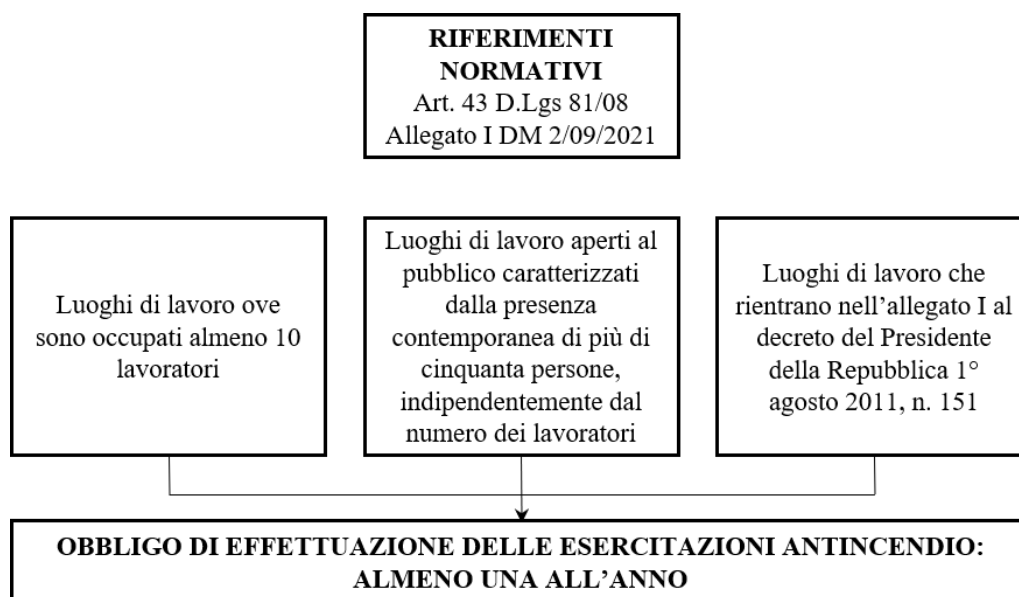 RIFERIMENTI
NORMATIVI
Art. 43 D.Lgs 81/08
Allegato I DM 2/09/2021
Luoghi di lavoro ove
sono occupati almeno 10
lavoratori
Luoghi di lavoro aperti al
pubblico caratterizzati
dalla presenza
contemporanea di più di
cinquanta persone,
indipendentemente dal
numero dei lavoratori
Luoghi di lavoro che
rientrano nell’allegato I al
decreto del Presidente
della Repubblica 1°
agosto 2011, n. 151
OBBLIGO DI EFFETTUAZIONE DELLE ESERCITAZIONI ANTINCENDIO:
ALMENO UNA ALL’ANNO